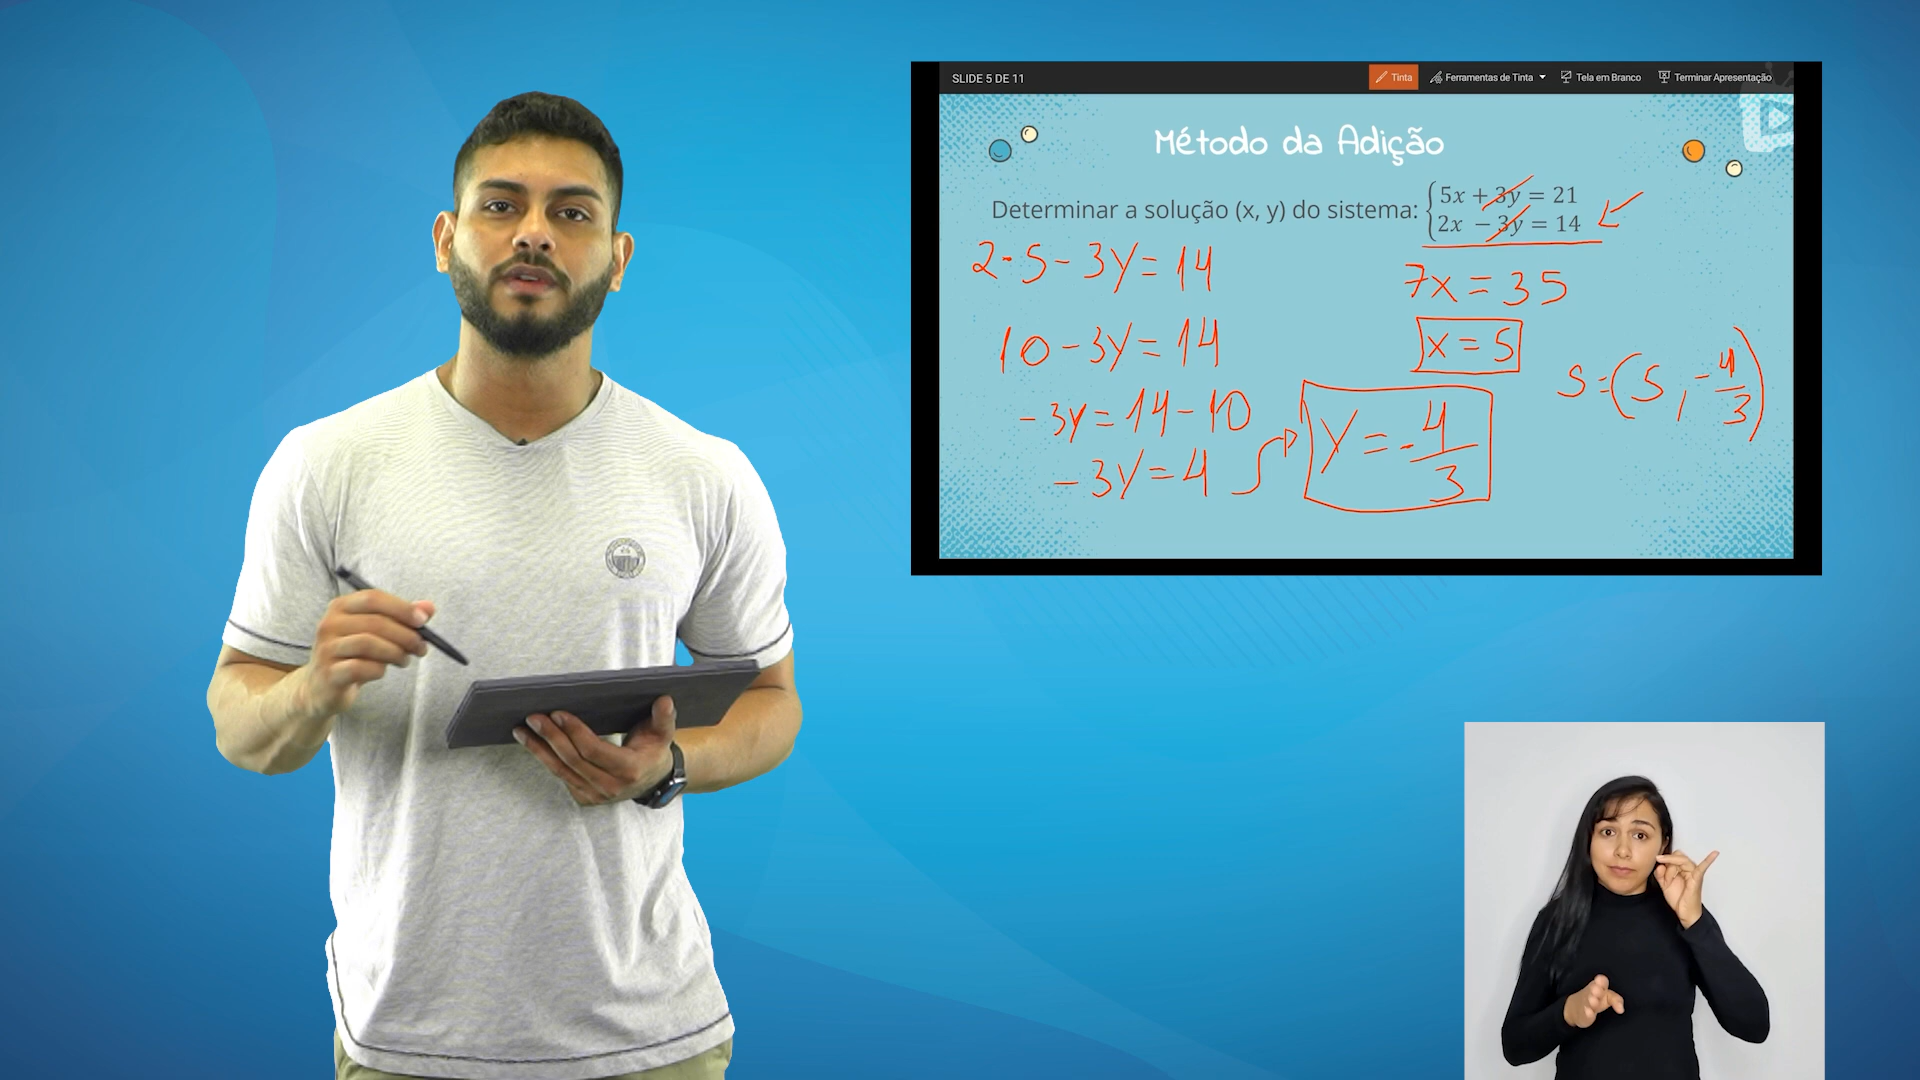 SLIDE 5 DE 11
Tinta
Ferramentas de Tinta
Tela em Branco
Terminar Apresentação
Método da Adição
Determinar a solução (x, y) do sistema:
5x + 3y = 21
2x − 3y = 14
2·5-3y=14
7x=35
10-3y=14
x=5
-3y=14-10
-3y=4
y=-4/3
S=(5,-4/3)